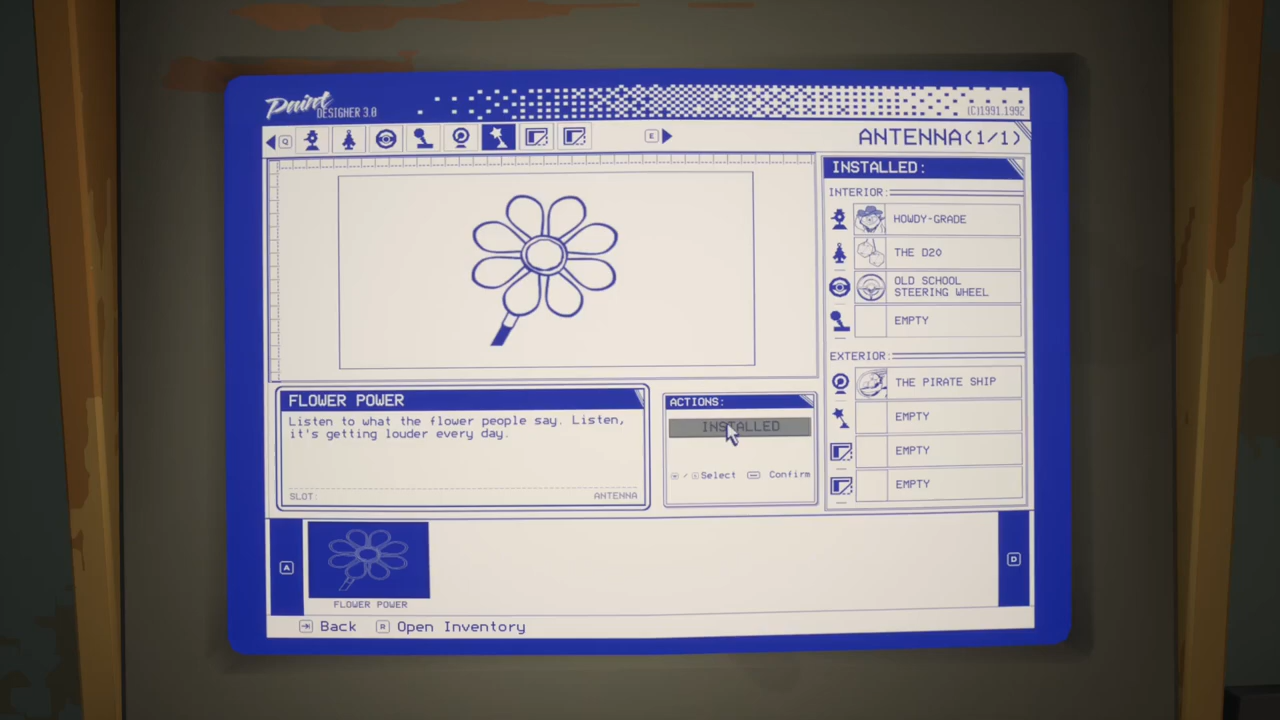 Paint DESIGNER 3.0
(C)1991.1992
Q
E
ANTENNA(1/1)
INSTALLED:
INTERIOR:
HOWDY-GRADE
THE D20
OLD SCHOOL
STEERING WHEEL
EMPTY
EXTERIOR:
THE PIRATE SHIP
EMPTY
EMPTY
EMPTY
FLOWER POWER
Listen to what the flower people say. Listen,
it's getting louder every day.
SLOT: ANTENNA
ACTIONS:
INSTALLED
Select Confirm
A
D
FLOWER POWER
Back R Open Inventory